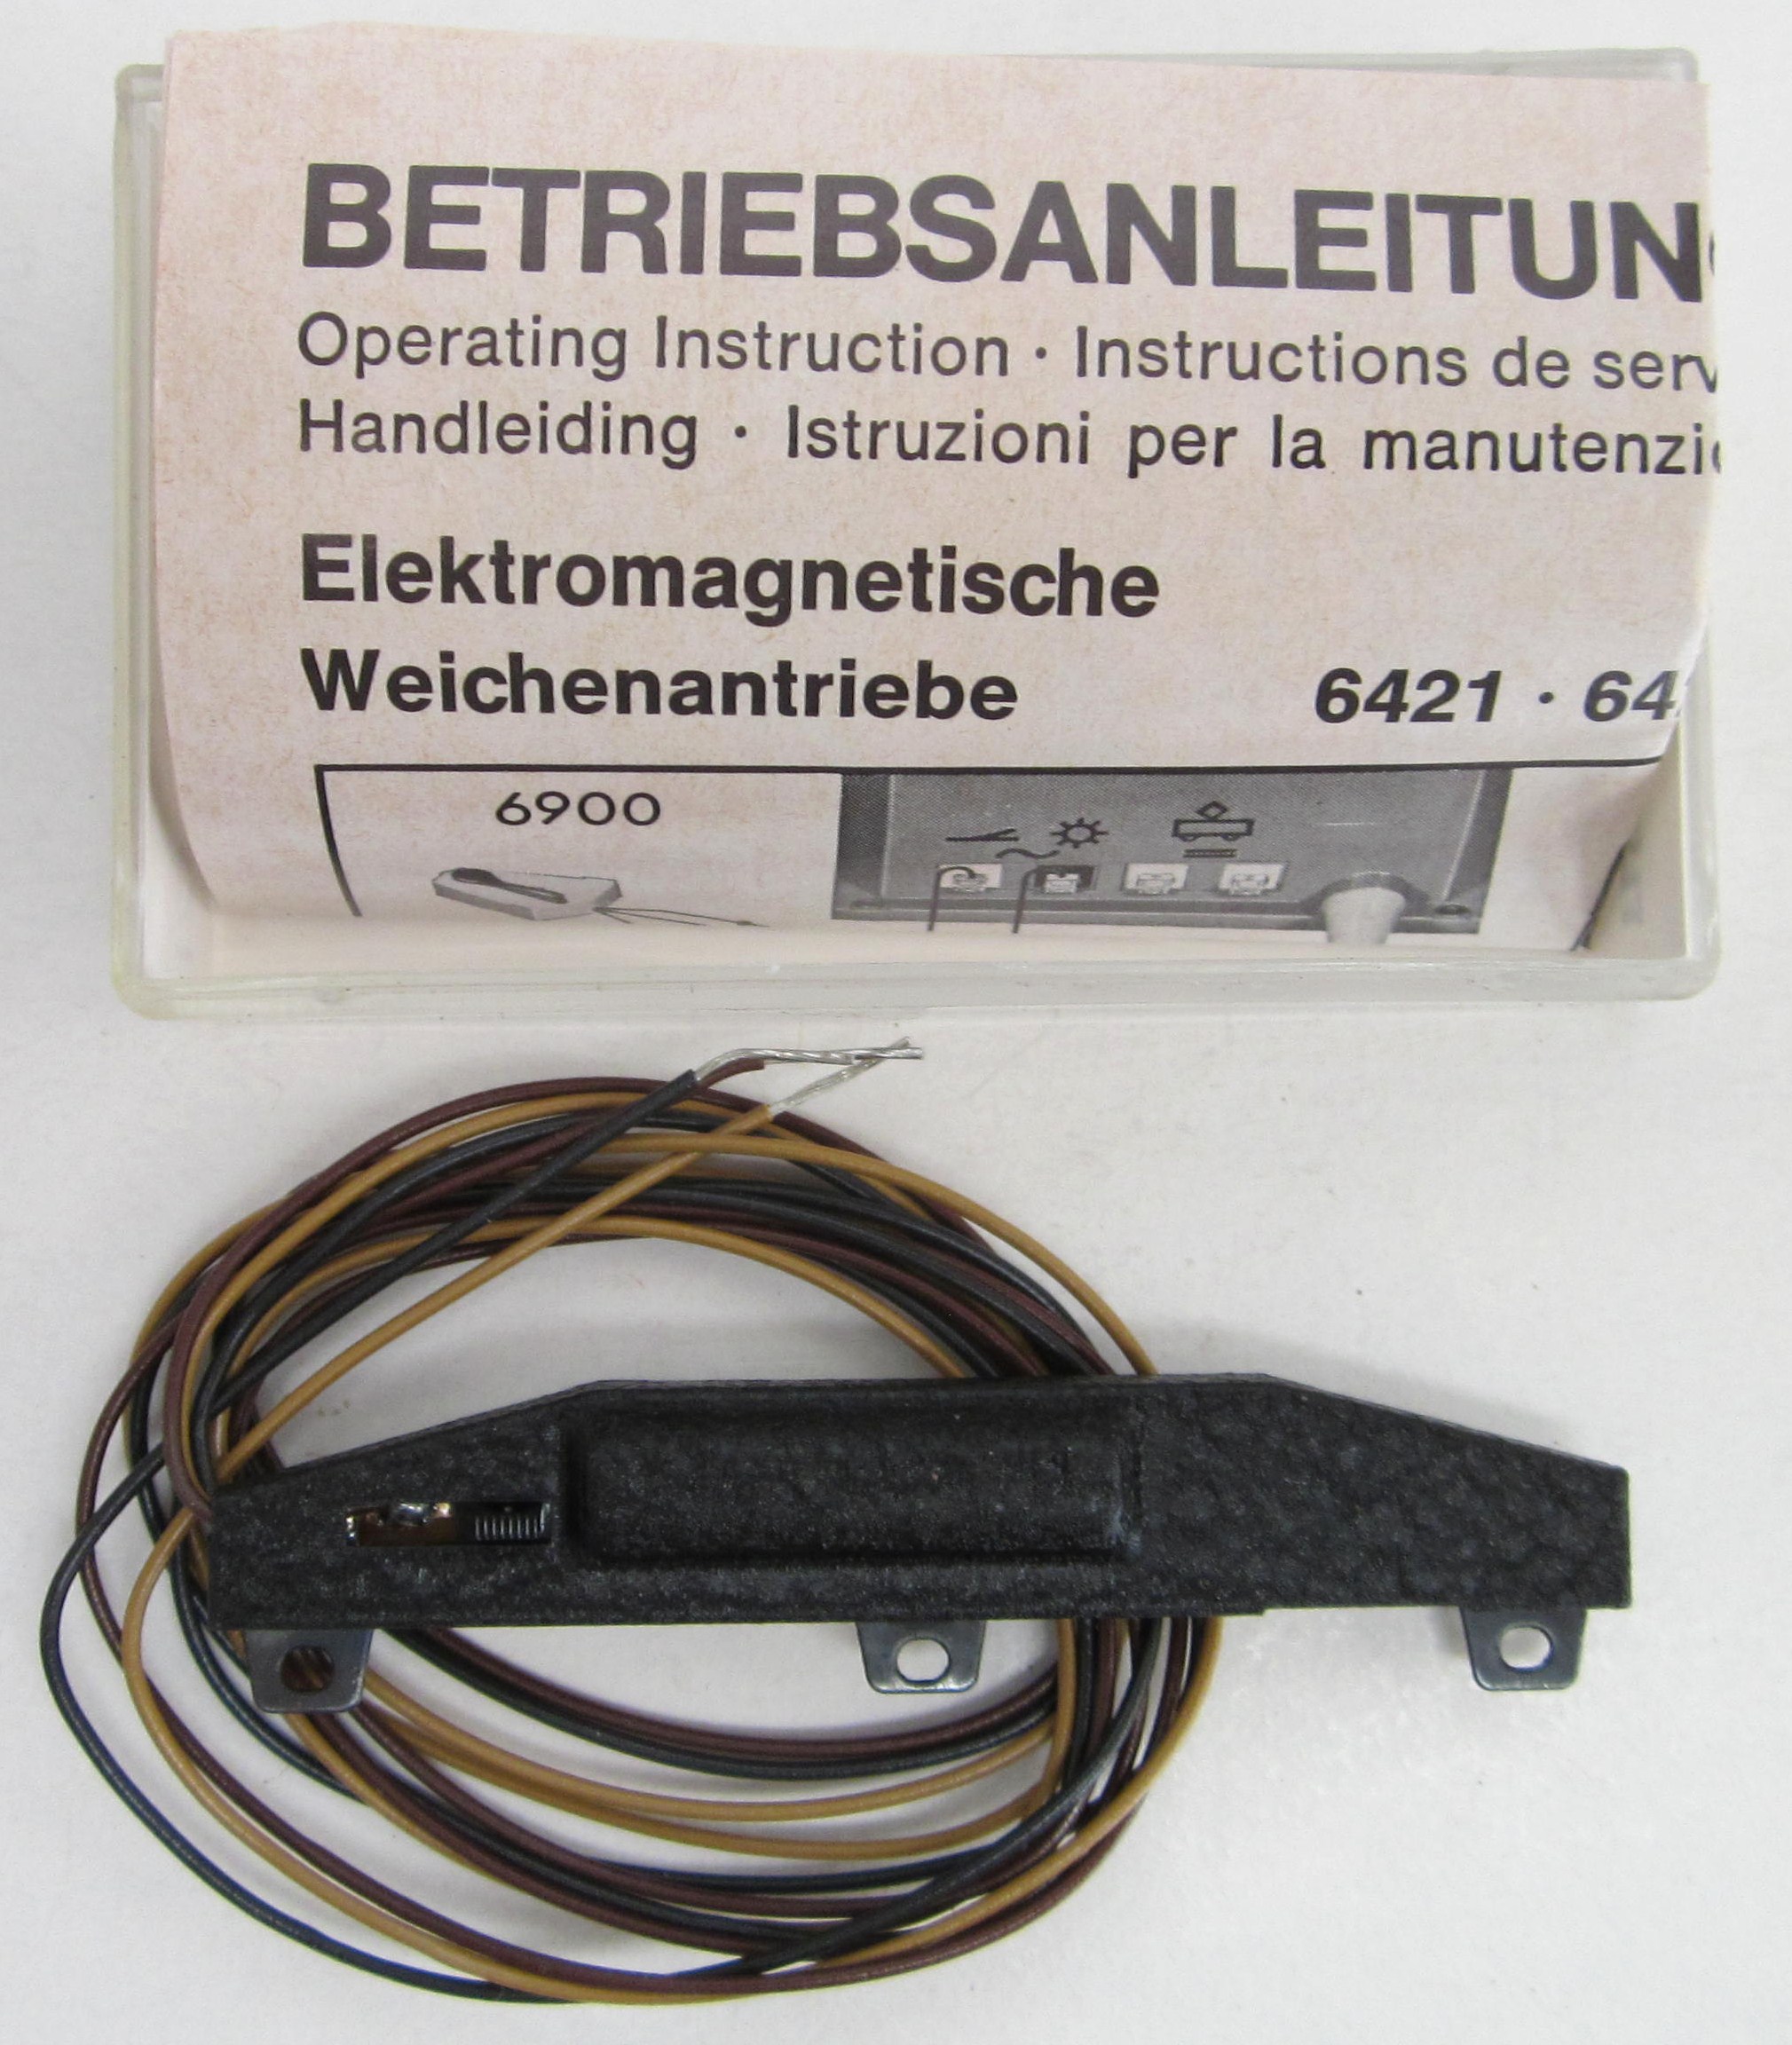 BETRIEBSANLEITUN
Operating Instruction · Instructions de serv
Handleiding · Istruzioni per la manutenzi
Elektromagnetische
Weichenantriebe 6421 · 64
6900